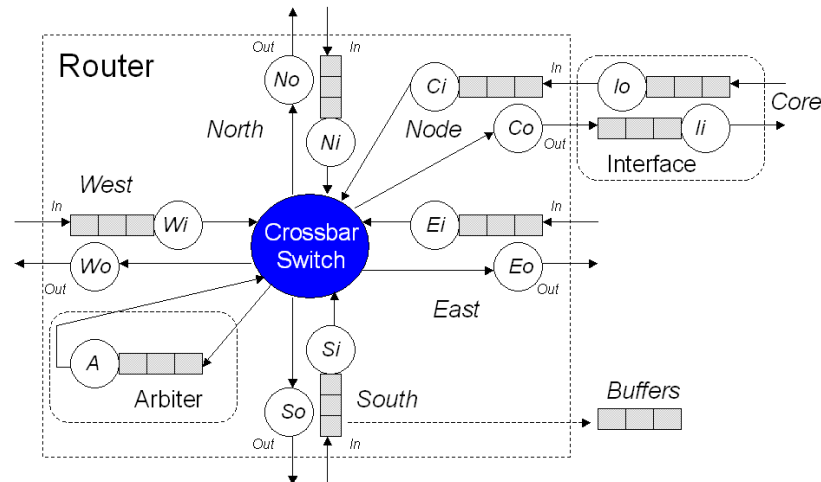 Out
In
Router
No
Ci
In
Io
Core
North
Ni
Node
Co
Out
Ii
Interface
West
In
Wi
Crossbar
Switch
Ei
In
Wo
Out
Eo
Out
East
A
Arbiter
Si
South
So
Out
In
Buffers